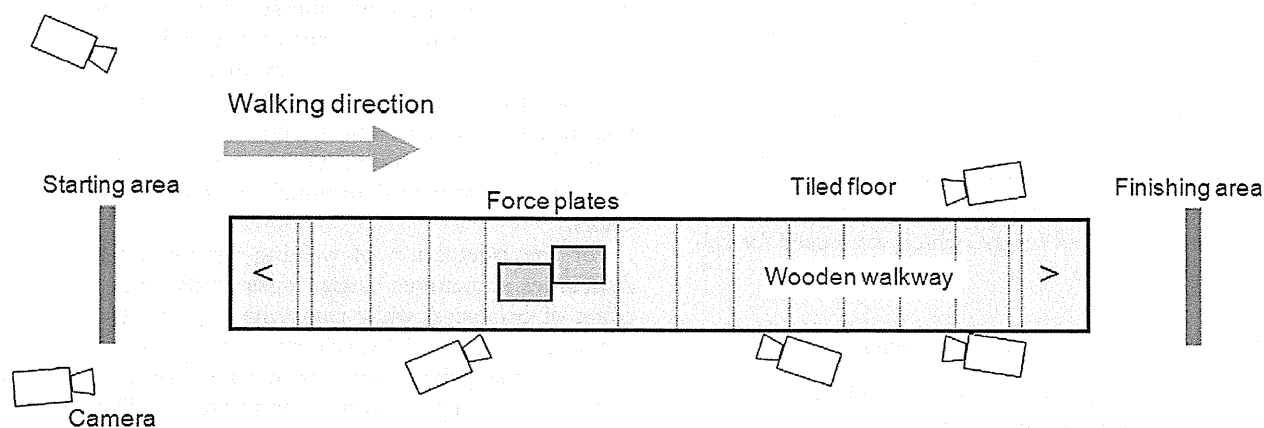 Walking direction
Starting area
Force plates
Tiled floor
Finishing area
<
Wooden walkway
>
Camera